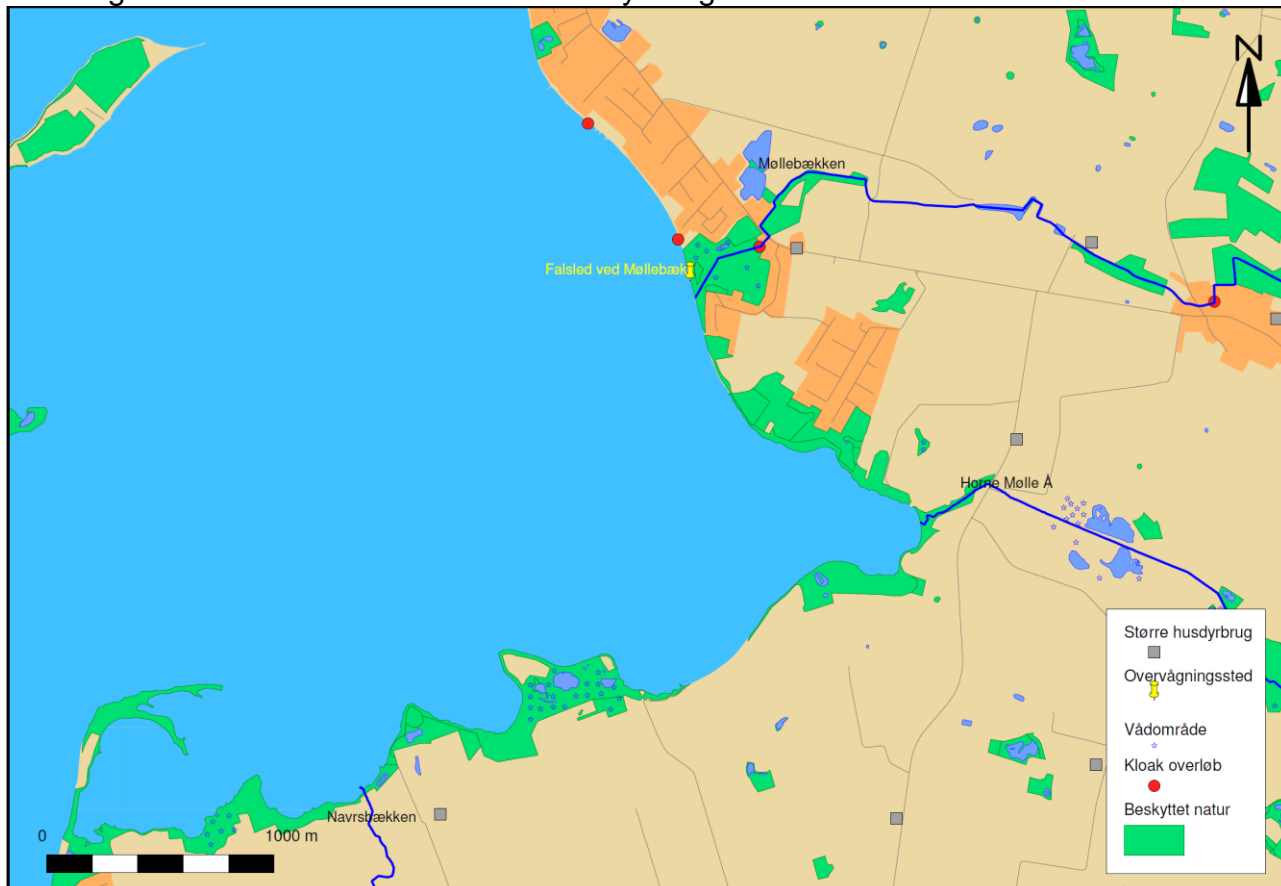 N
Møllebækken
Falsled ved Møllebæk
Horne Mølle Å
Større husdyrbrug
Overvågningssted
Vådområde
Kloak overløb
Beskyttet natur
Navrsbækken
0
1000 m